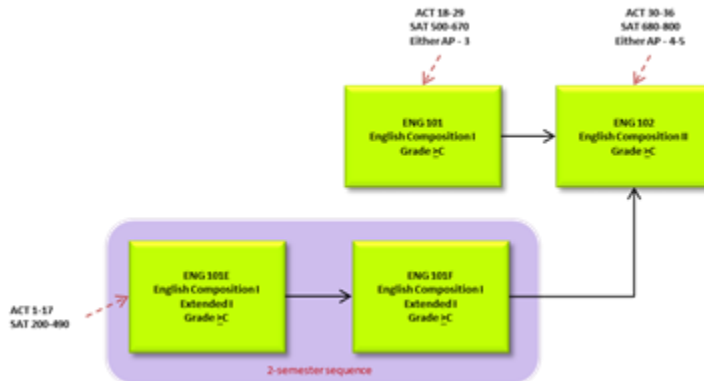 ACT 18-29
SAT 500-670
Either AP - 3
ACT 30-36
SAT 680-800
Either AP - 4-5
ENG 101
English Composition I
Grade ≥C
ENG 102
English Composition II
Grade ≥C
ENG 101E
English Composition I
Extended I
Grade ≥C
ENG 101F
English Composition I
Extended I
Grade ≥C
ACT 1-17
SAT 200-490
2-semester sequence